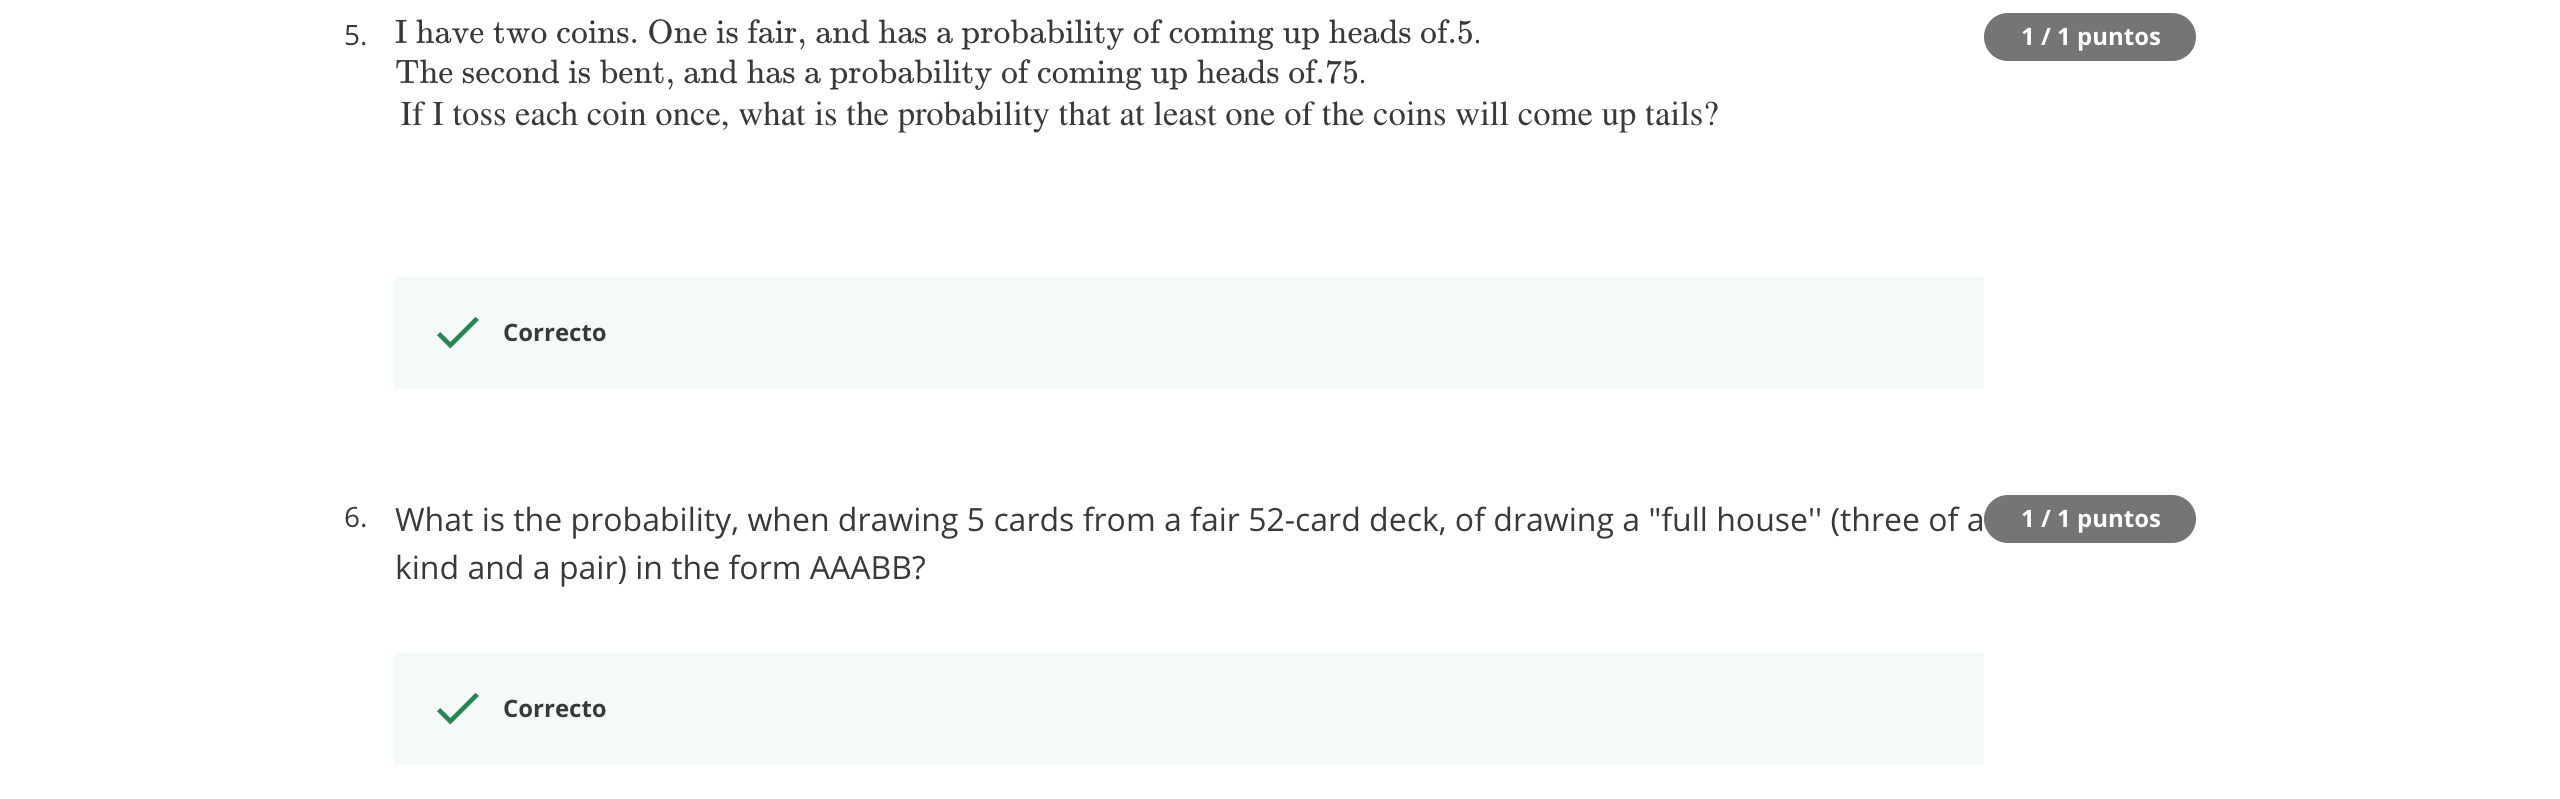 5. I have two coins. One is fair, and has a probability of coming up heads of.5.
1 / 1 puntos
The second is bent, and has a probability of coming up heads of.75.
If I toss each coin once, what is the probability that at least one of the coins will come up tails?
Correcto
6. What is the probability, when drawing 5 cards from a fair 52-card deck, of drawing a "full house'' (three of a
1 / 1 puntos
kind and a pair) in the form AAABB?
Correcto